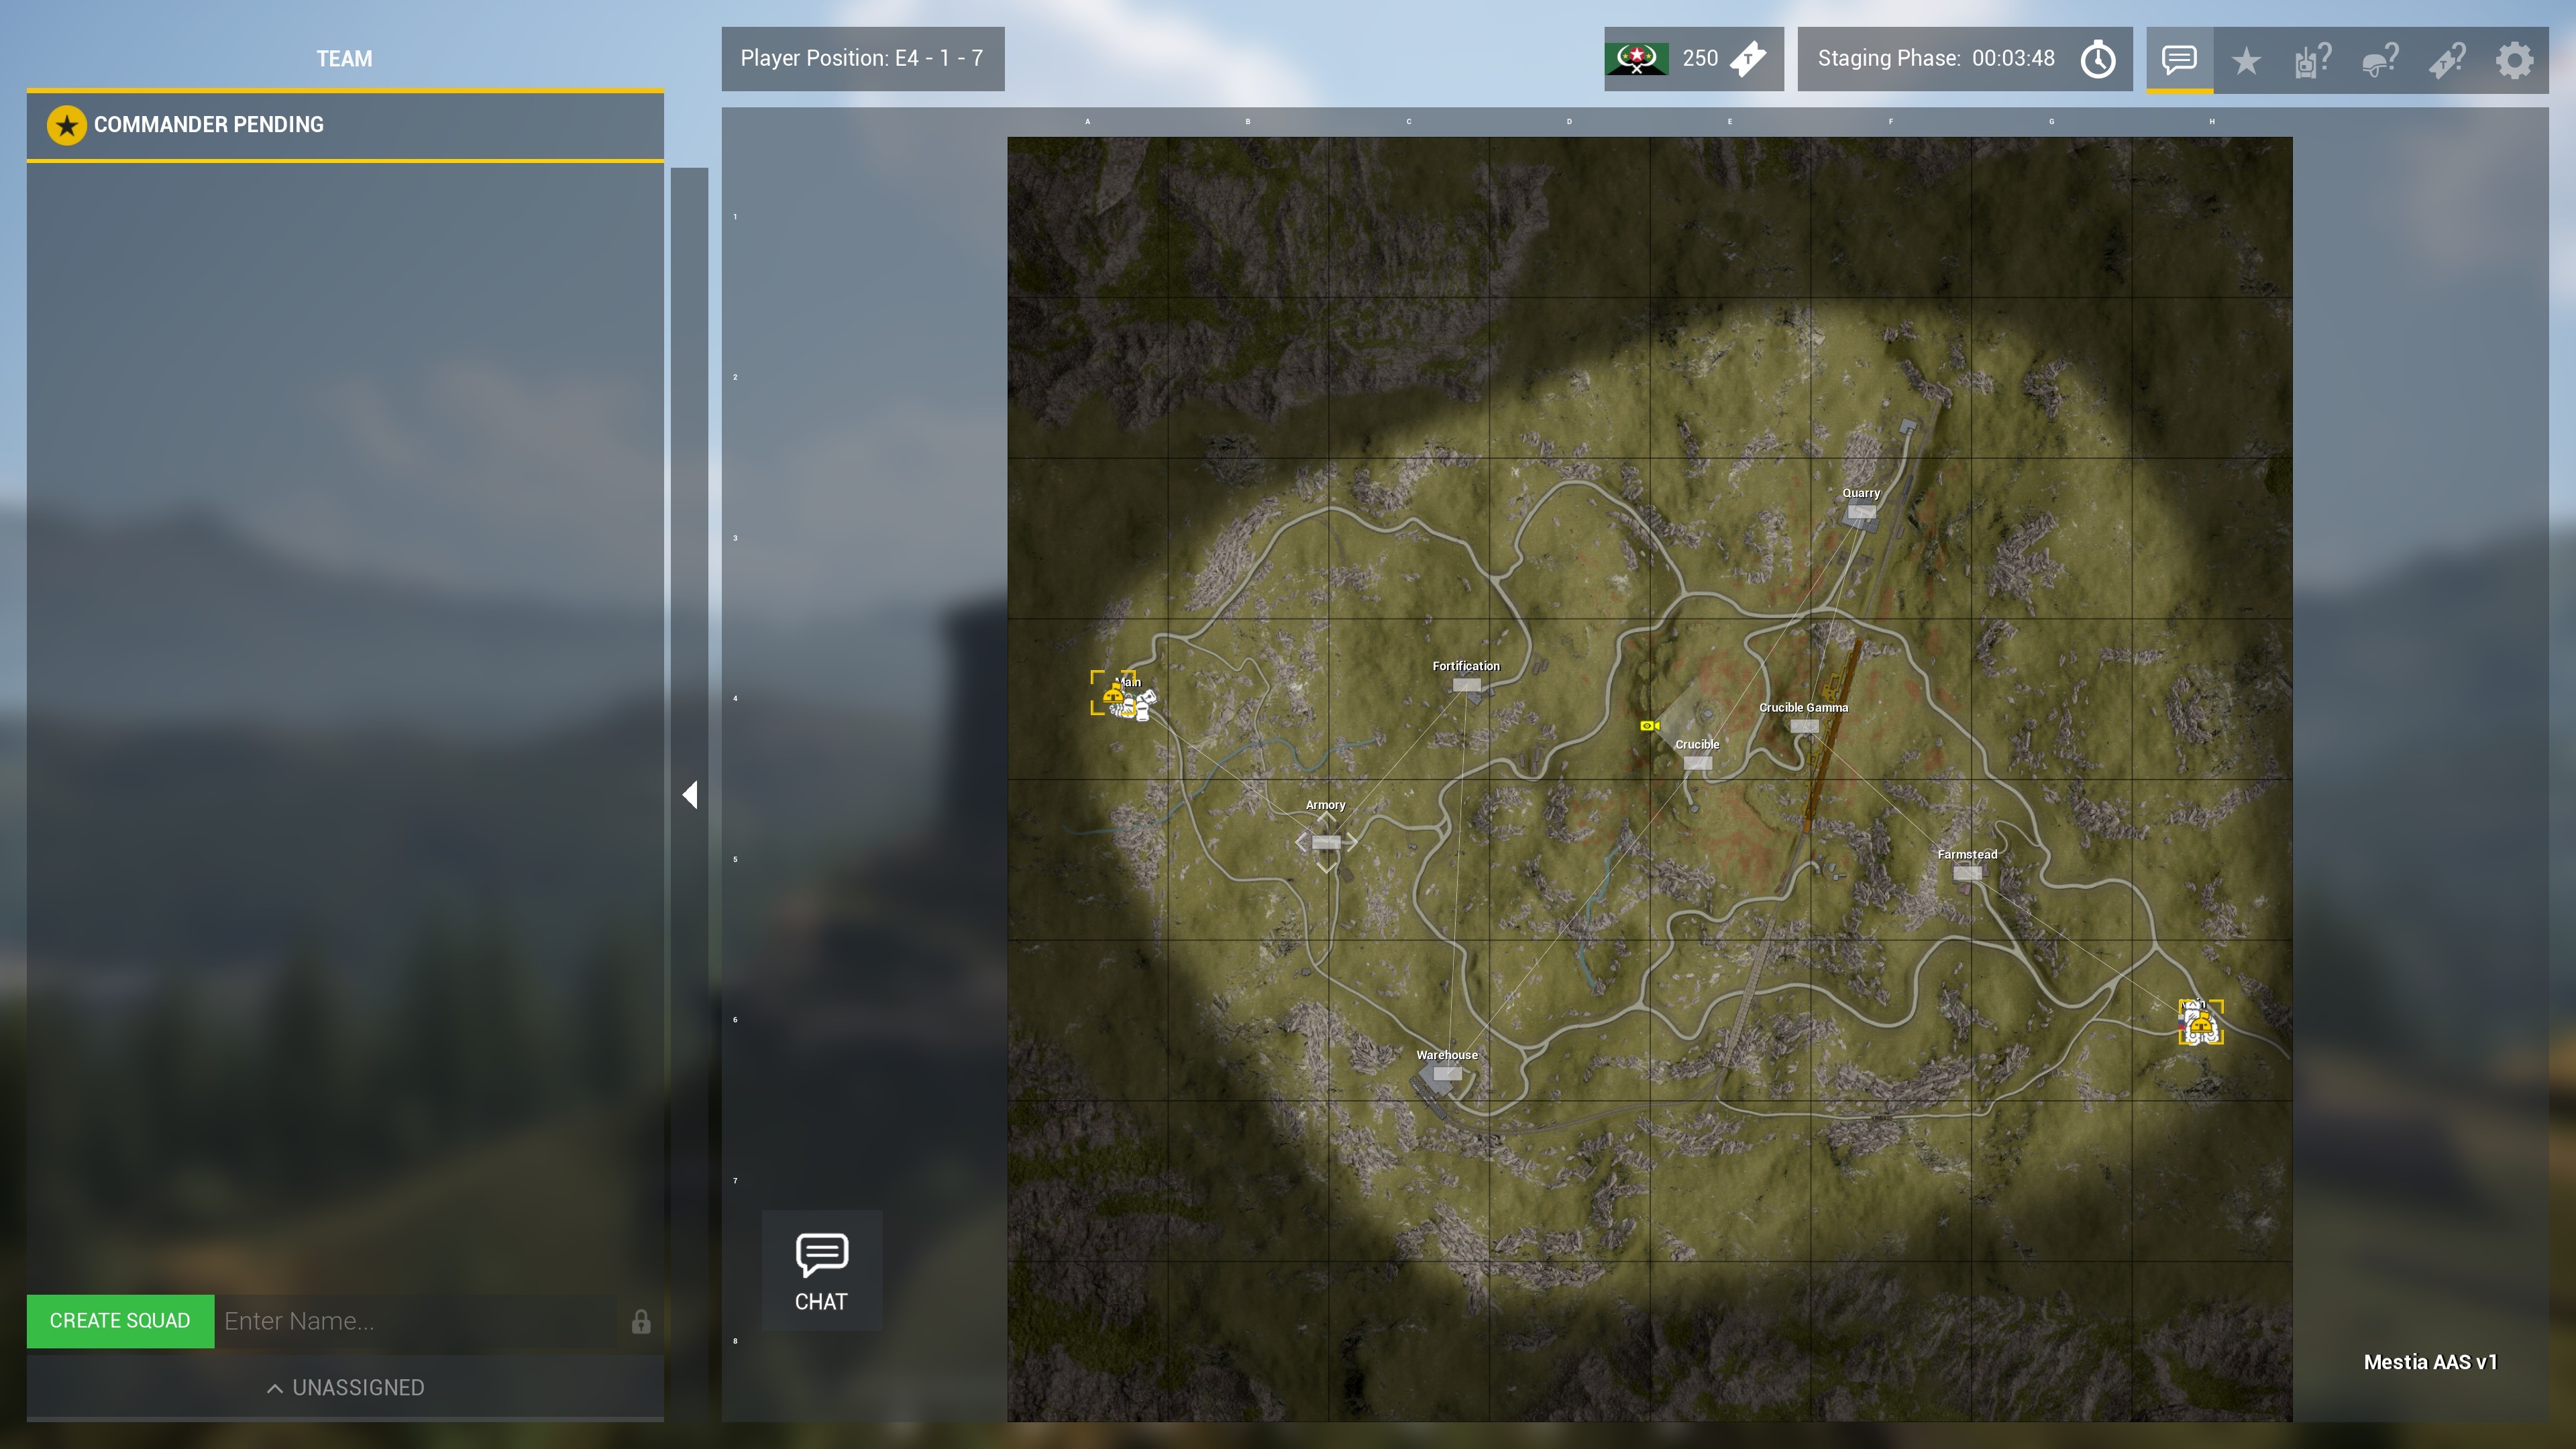 TEAM
Player Position: E4 - 1 - 7
250
Staging Phase: 00:03:48
COMMANDER PENDING
A B C D E F G H
1
2
3
Quarry
Fortification
Main
4
Crucible Gamma
Crucible
Armory
Farmstead
5
6
Warehouse
7
CHAT
CREATE SQUAD Enter Name...
8
Mestia AAS v1
UNASSIGNED